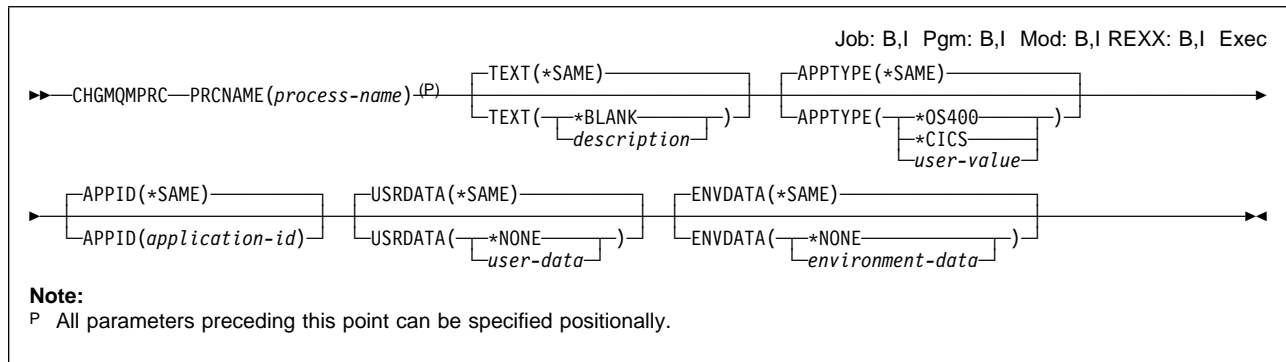 Job: B,I Pgm: B,I Mod: B,I REXX: B,I Exec
TEXT(*SAME) APPTYPE(*SAME)
CHGMQMPRC PRCNAME(process-name) (P)
TEXT( *BLANK ) APPTYPE( *OS400 )
description *CICS
user-value
APPID(*SAME) USRDATA(*SAME) ENVDATA(*SAME)
APPID(application-id) USRDATA( *NONE ) ENVDATA( *NONE )
user-data environment-data
Note:
P All parameters preceding this point can be specified positionally.